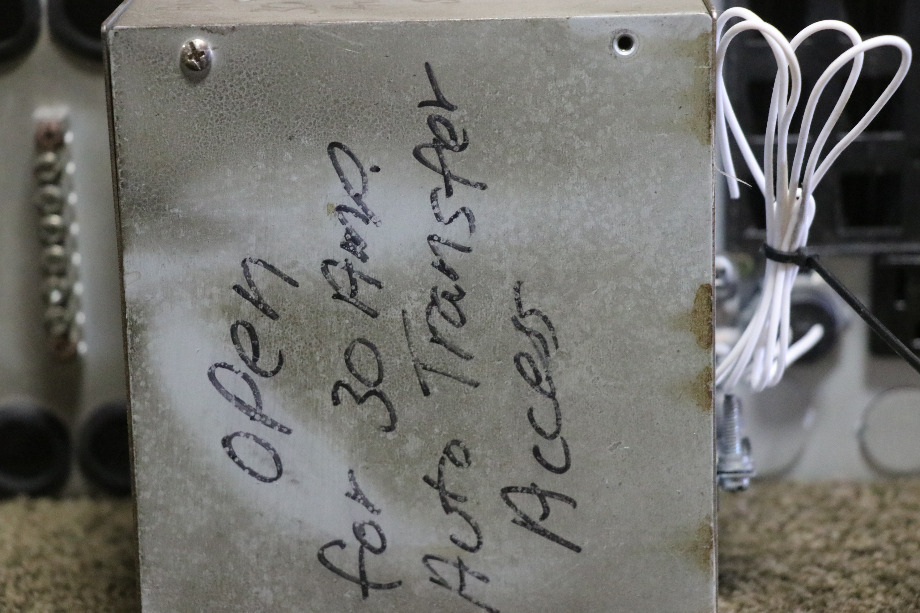 open
for 30 Amp.
Auto Transfer
Access